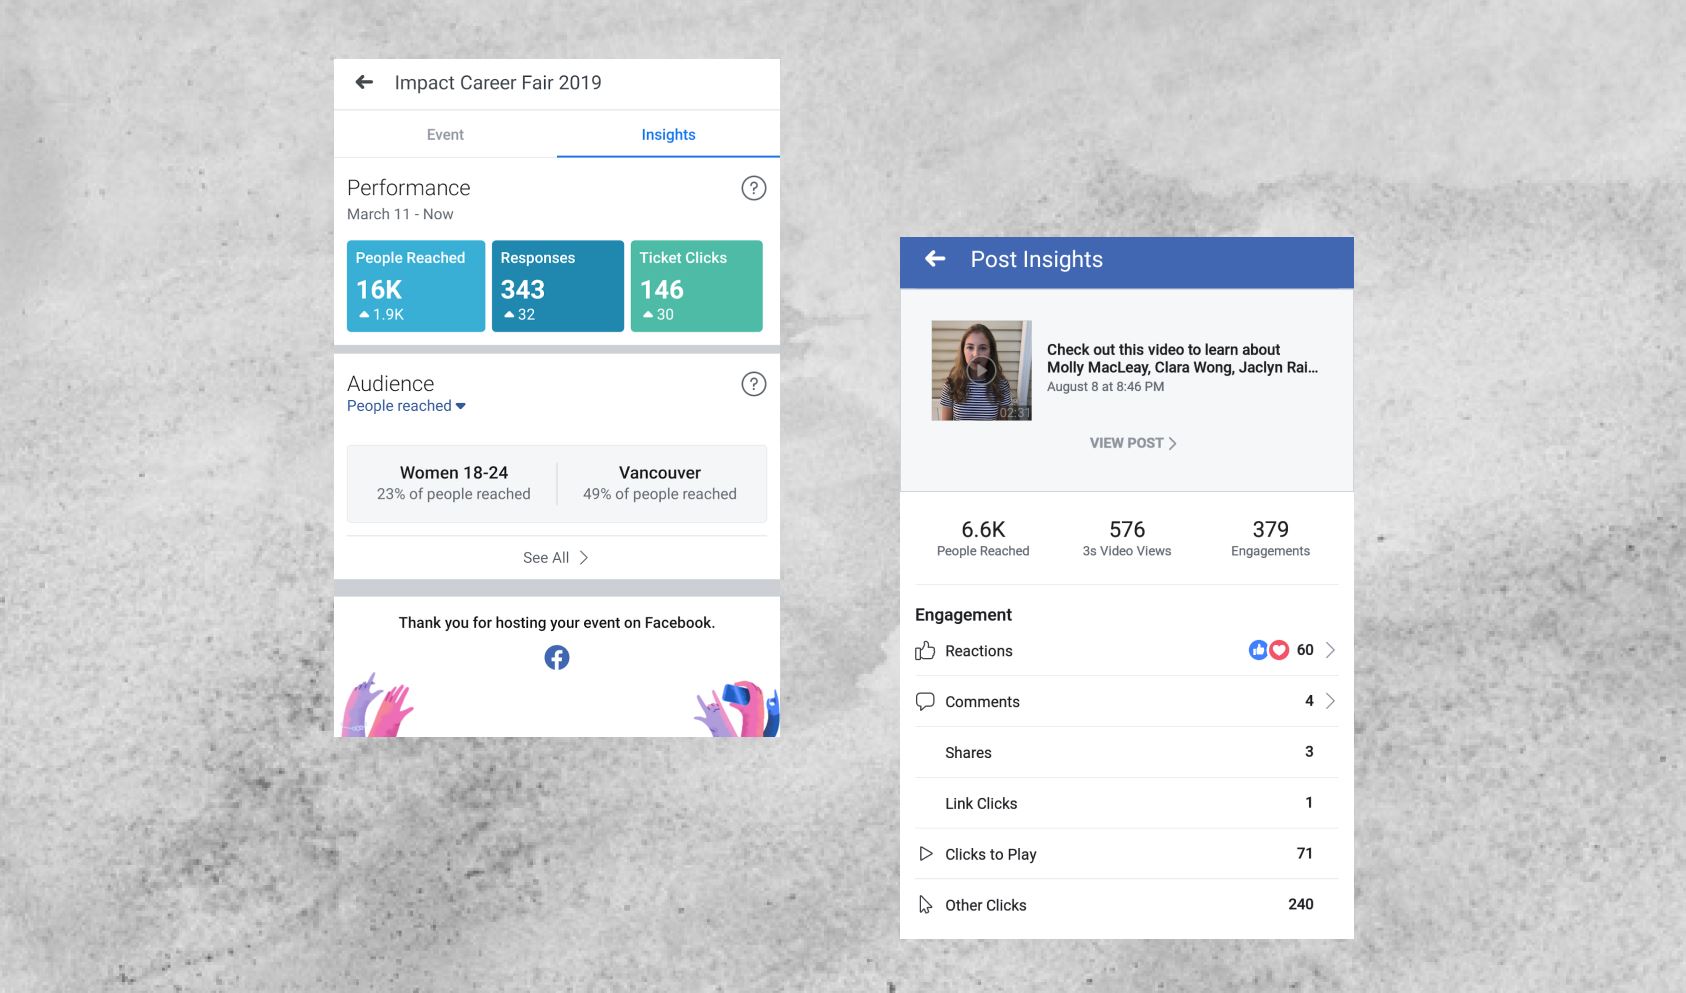 Impact Career Fair 2019
Event
Insights
Performance
?
March 11 - Now
People Reached
16K
1.9K
Responses
343
32
Ticket Clicks
146
30
Audience
?
People reached
Women 18-24
23% of people reached
Vancouver
49% of people reached
See All
Thank you for hosting your event on Facebook.
Post Insights
02:31
Check out this video to learn about
Molly MacLeay, Clara Wong, Jaclyn Rai...
August 8 at 8:46 PM
VIEW POST
6.6K
People Reached
576
3s Video Views
379
Engagements
Engagement
Reactions 60
Comments 4
Shares 3
Link Clicks 1
Clicks to Play 71
Other Clicks 240